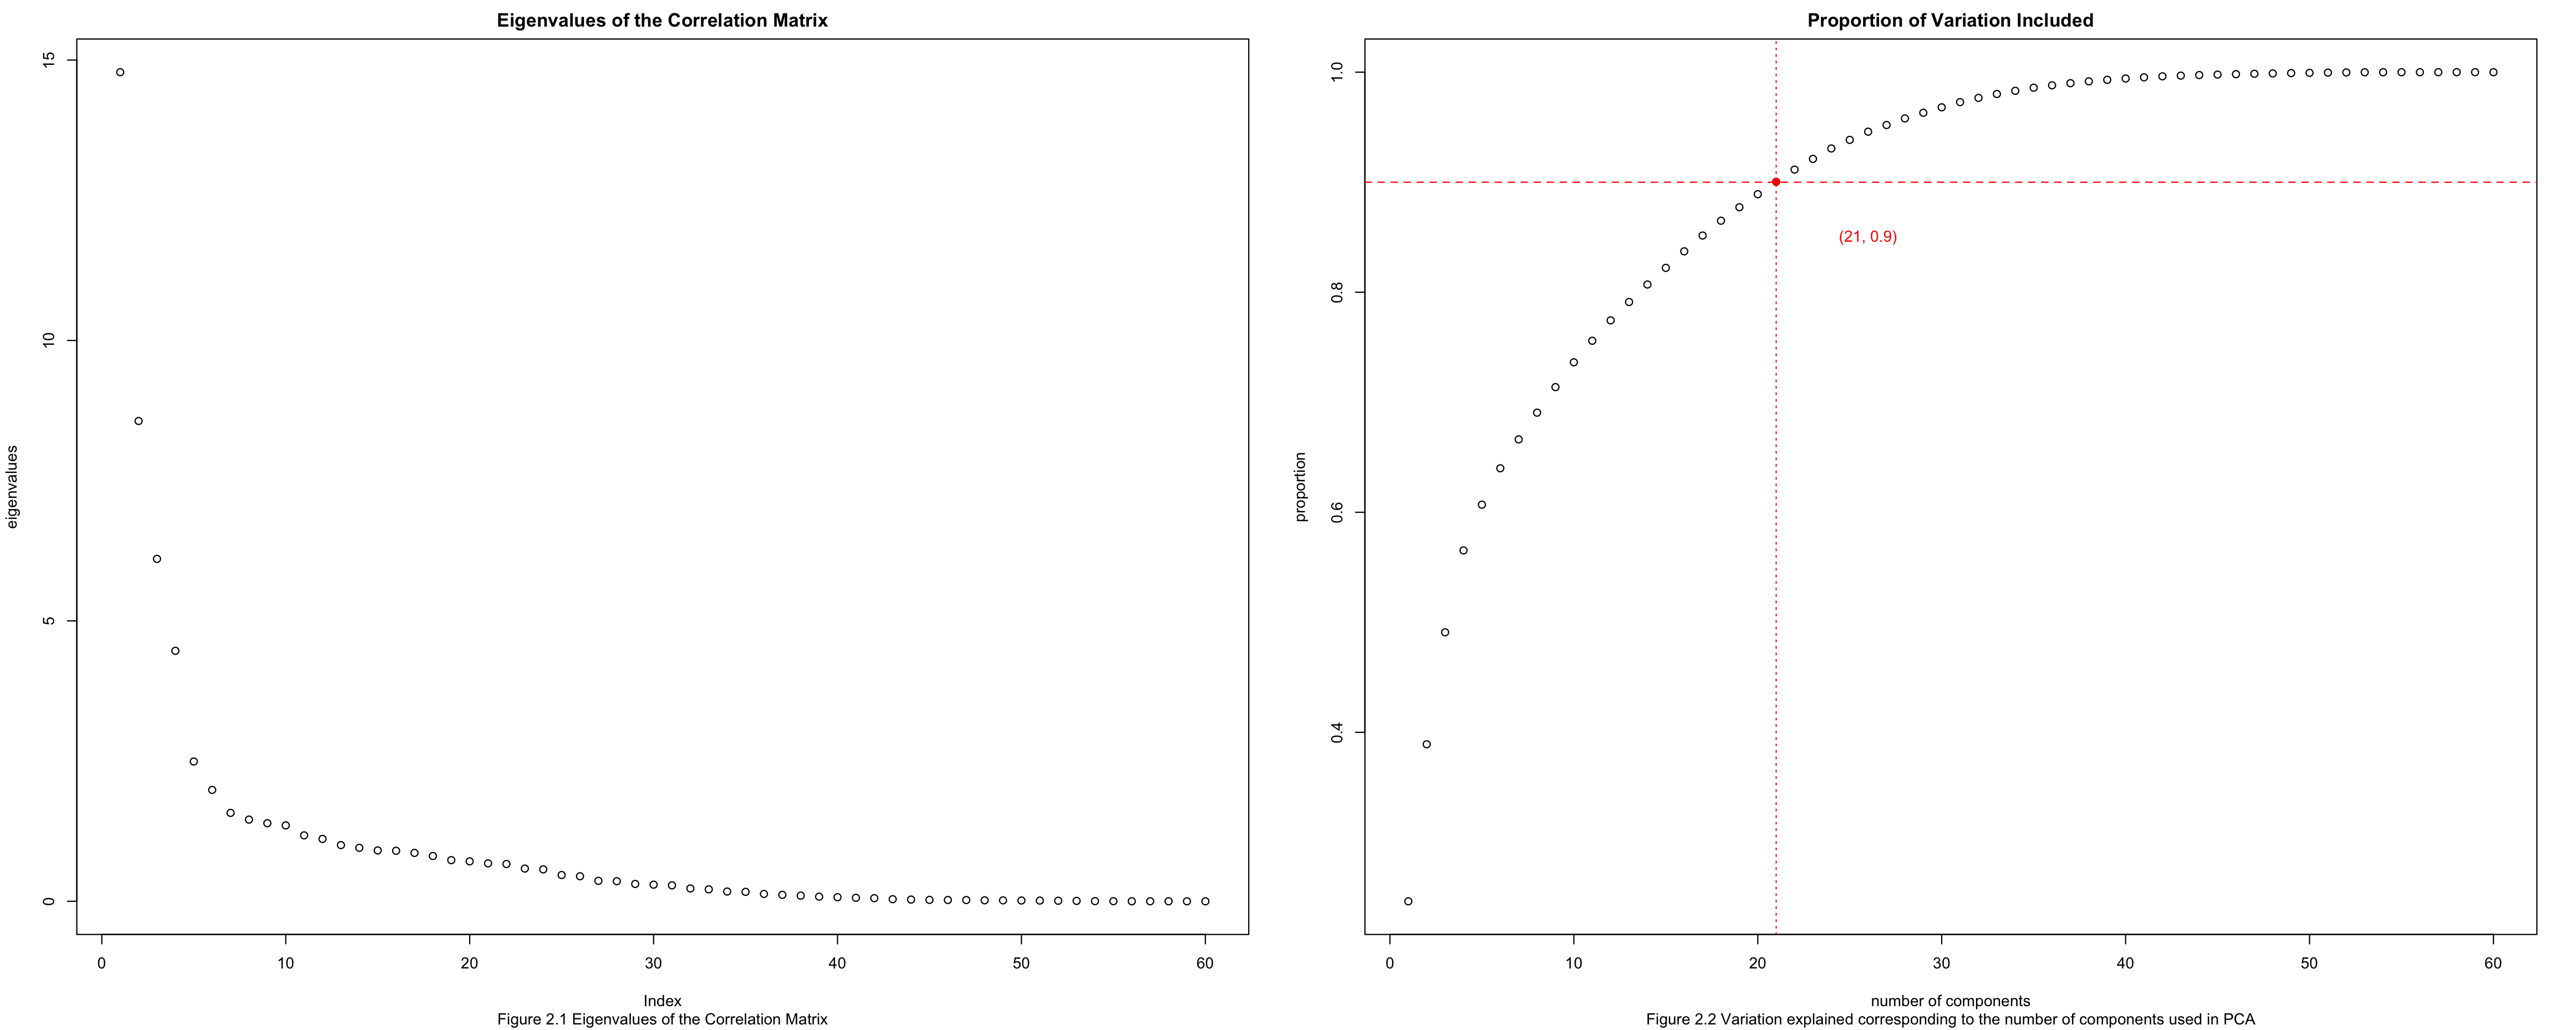 Eigenvalues of the Correlation Matrix
15
10
5
0
eigenvalues
0 10 20 30 40 50 60
Index
Figure 2.1 Eigenvalues of the Correlation Matrix
Proportion of Variation Included
1.0
0.8
0.6
0.4
proportion
(21, 0.9)
0 10 20 30 40 50 60
number of components
Figure 2.2 Variation explained corresponding to the number of components used in PCA